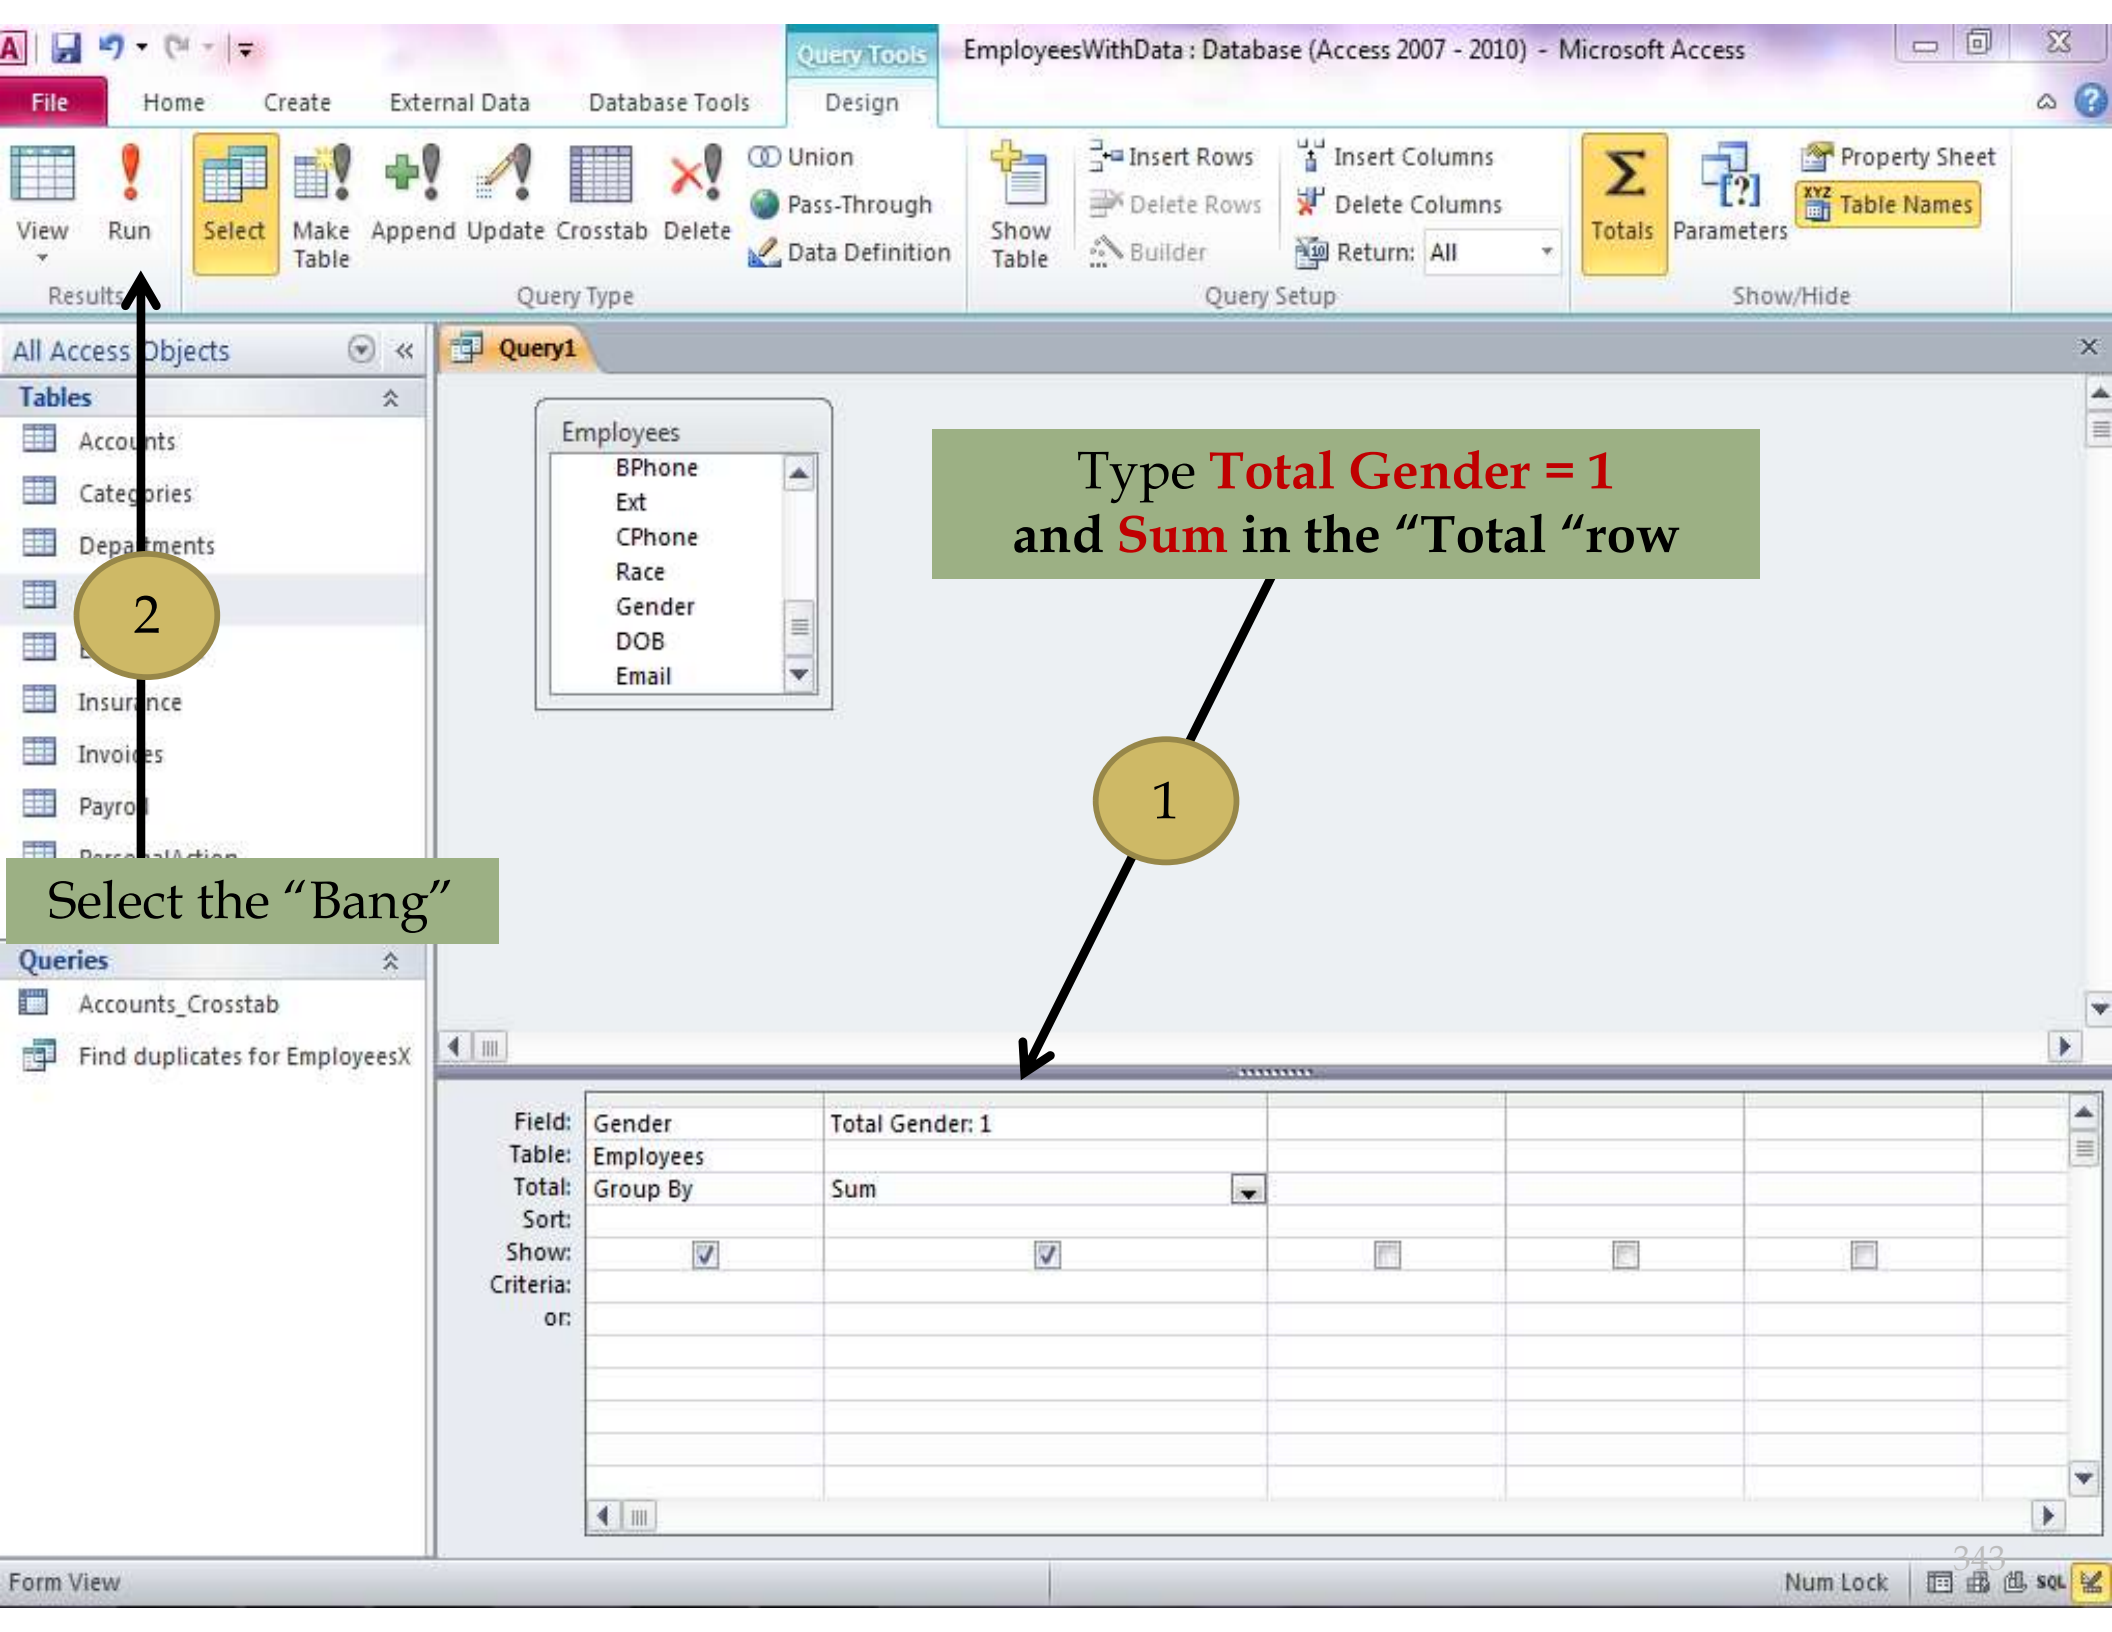 A
Query Tools
EmployeesWithData : Database (Access 2007 - 2010) - Microsoft Access
File Home Create External Data Database Tools Design
View Run Select Make Table Append Update Crosstab Delete
Union
Pass-Through
Data Definition
Show Table
Insert Rows
Delete Rows
Builder
Insert Columns
Delete Columns
Return: All
Totals Parameters
Property Sheet
Table Names
Results Query Type Query Setup Show/Hide
All Access Objects
Query1
Tables
Accounts
Categories
Departments
Insurance
Invoices
Payroll
PersonalAction
2
Select the “Bang”
Queries
Accounts_Crosstab
Find duplicates for EmployeesX
Employees
BPhone
Ext
CPhone
Race
Gender
DOB
Email
Type Total Gender = 1
and Sum in the “Total “row
1
Field: Gender Total Gender: 1
Table: Employees
Total: Group By Sum
Sort:
Show:
Criteria:
or:
343
Form View Num Lock SQL